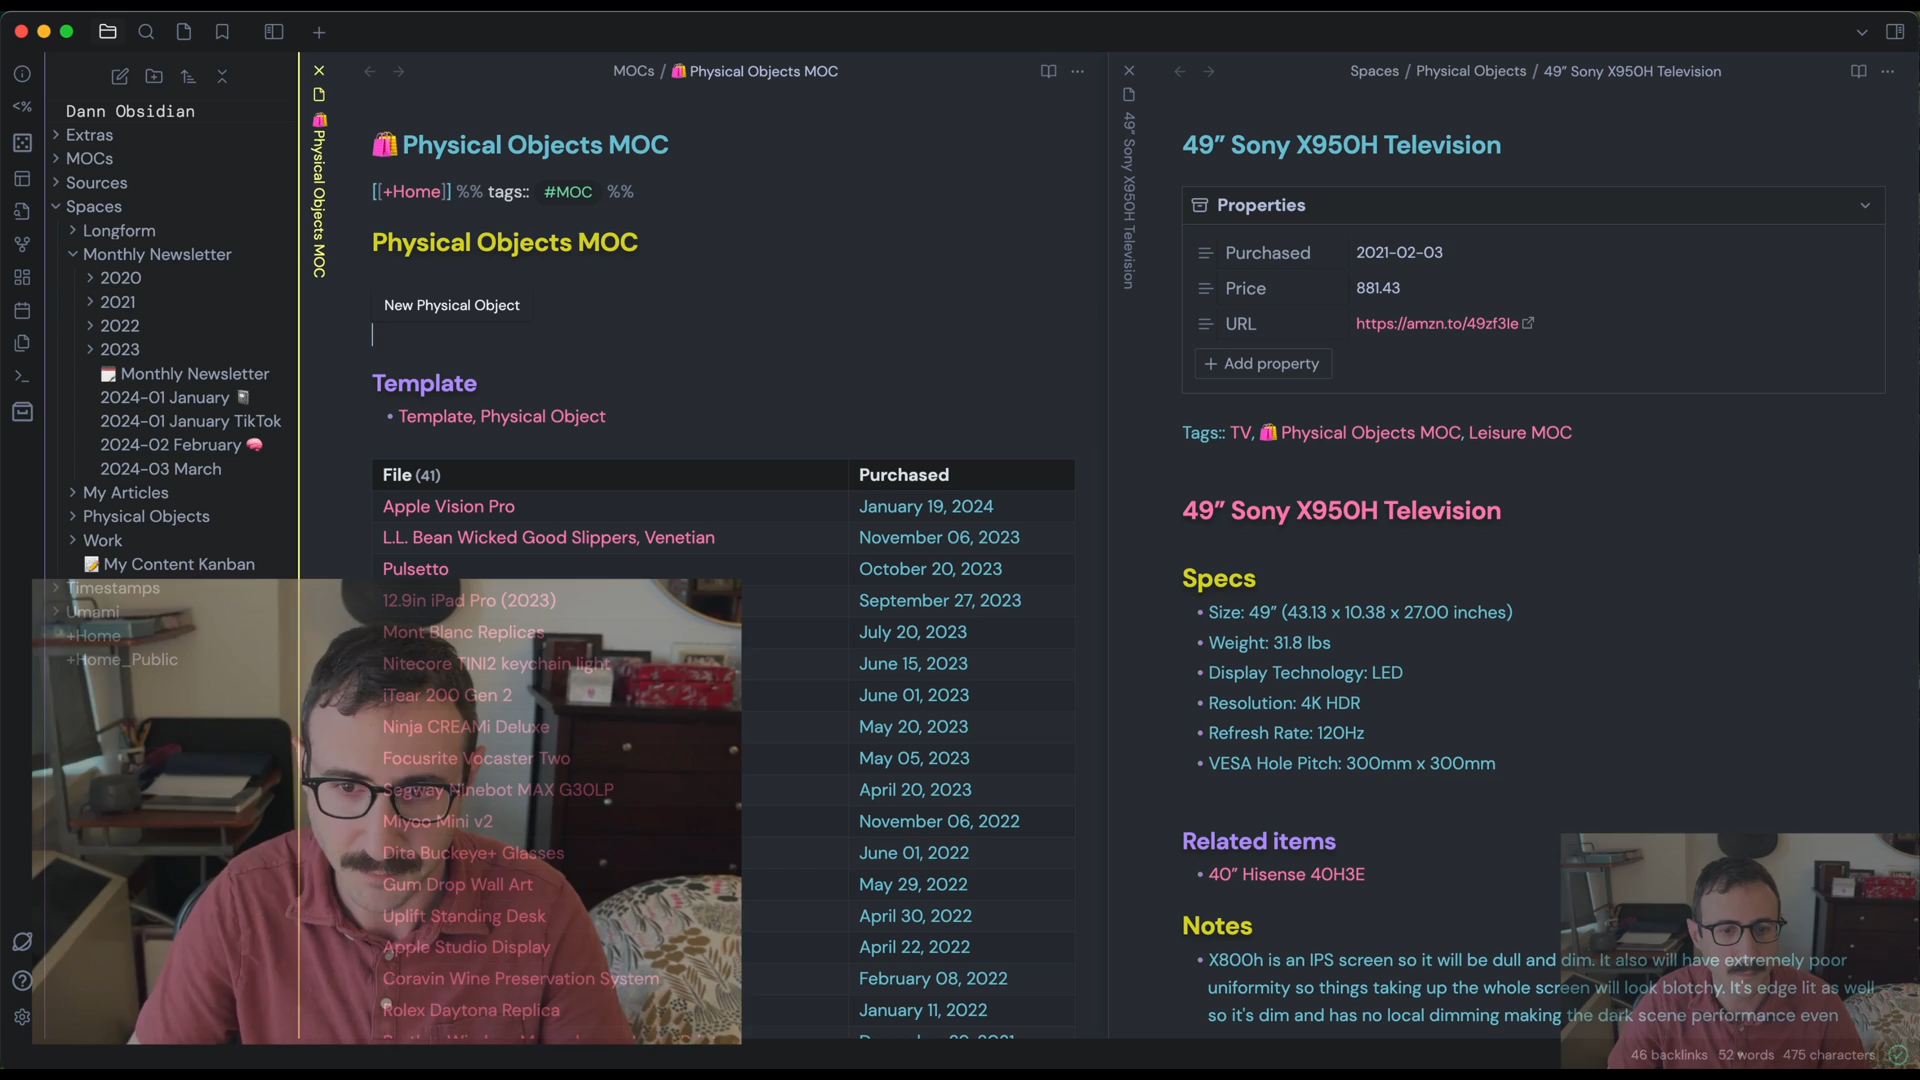 Dann Obsidian
Extras
MOCs
Sources
Spaces
Longform
Monthly Newsletter
2020
2021
2022
2023
🗓️ Monthly Newsletter
2024-01 January 📓
2024-01 January TikTok
2024-02 February 🧠
2024-03 March
My Articles
Physical Objects
Work
📝 My Content Kanban
Timestamps
Umami
+Home
+Home_Public
🛍️ Physical Objects MOC
MOCs / 🛍️ Physical Objects MOC
🛍️ Physical Objects MOC
[[+Home]] %% tags:: #MOC %%
Physical Objects MOC
New Physical Object
Template
• Template, Physical Object
File (41) Purchased
Apple Vision Pro January 19, 2024
L.L. Bean Wicked Good Slippers, Venetian November 06, 2023
Pulsetto October 20, 2023
12.9in iPad Pro (2023) September 27, 2023
Mont Blanc Replicas July 20, 2023
Nitecore TINI2 keychain light June 15, 2023
iTear 200 Gen 2 June 01, 2023
Ninja CREAMi Deluxe May 20, 2023
Focusrite Vocaster Two May 05, 2023
Segway Ninebot MAX G30LP April 20, 2023
Miyoo Mini v2 November 06, 2022
Dita Buckeye+ Glasses June 01, 2022
Gum Drop Wall Art May 29, 2022
Uplift Standing Desk April 30, 2022
Apple Studio Display April 22, 2022
Coravin Wine Preservation System February 08, 2022
Rolex Daytona Replica January 11, 2022
49” Sony X950H Television
Spaces / Physical Objects / 49” Sony X950H Television
49” Sony X950H Television
Properties
Purchased 2021-02-03
Price 881.43
URL https://amzn.to/49zf3le
+ Add property
Tags:: TV, 🛍️ Physical Objects MOC, Leisure MOC
49” Sony X950H Television
Specs
• Size: 49” (43.13 x 10.38 x 27.00 inches)
• Weight: 31.8 lbs
• Display Technology: LED
• Resolution: 4K HDR
• Refresh Rate: 120Hz
• VESA Hole Pitch: 300mm x 300mm
Related items
• 40” Hisense 40H3E
Notes
• X800h is an IPS screen so it will be dull and dim. It also will have extremely poor
uniformity so things taking up the whole screen will look blotchy. It's edge lit as well
so it's dim and has no local dimming making the dark scene performance even
46 backlinks 52 words 475 characters